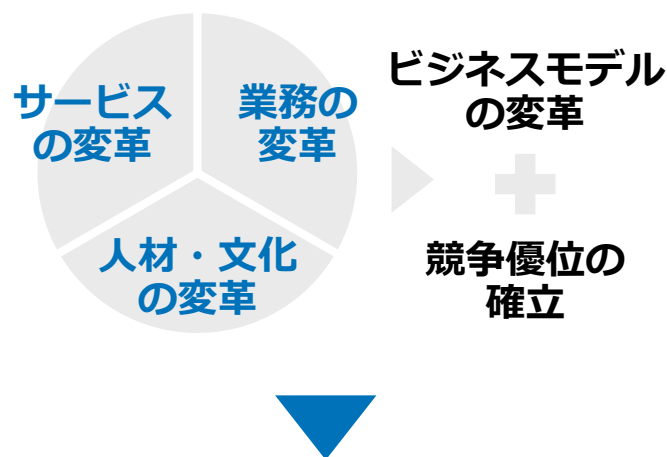 サービス
の変革
業務の
変革
人材・文化
の変革
ビジネスモデル
の変革
競争優位の
確立